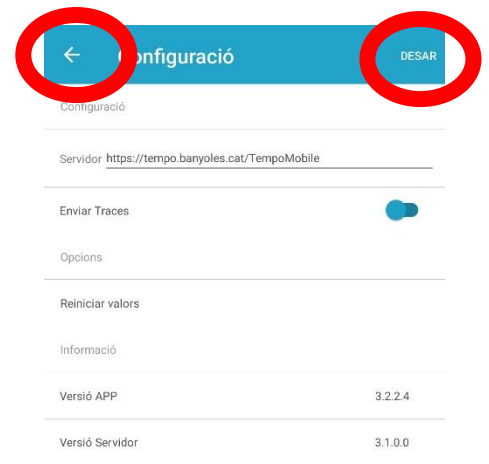 Configuració
DESAR
Configuració
Servidor https://tempo.banyoles.cat/TempoMobile
Enviar Traces
Opcions
Reiniciar valors
Informació
Versió APP 3.2.2.4
Versió Servidor 3.1.0.0